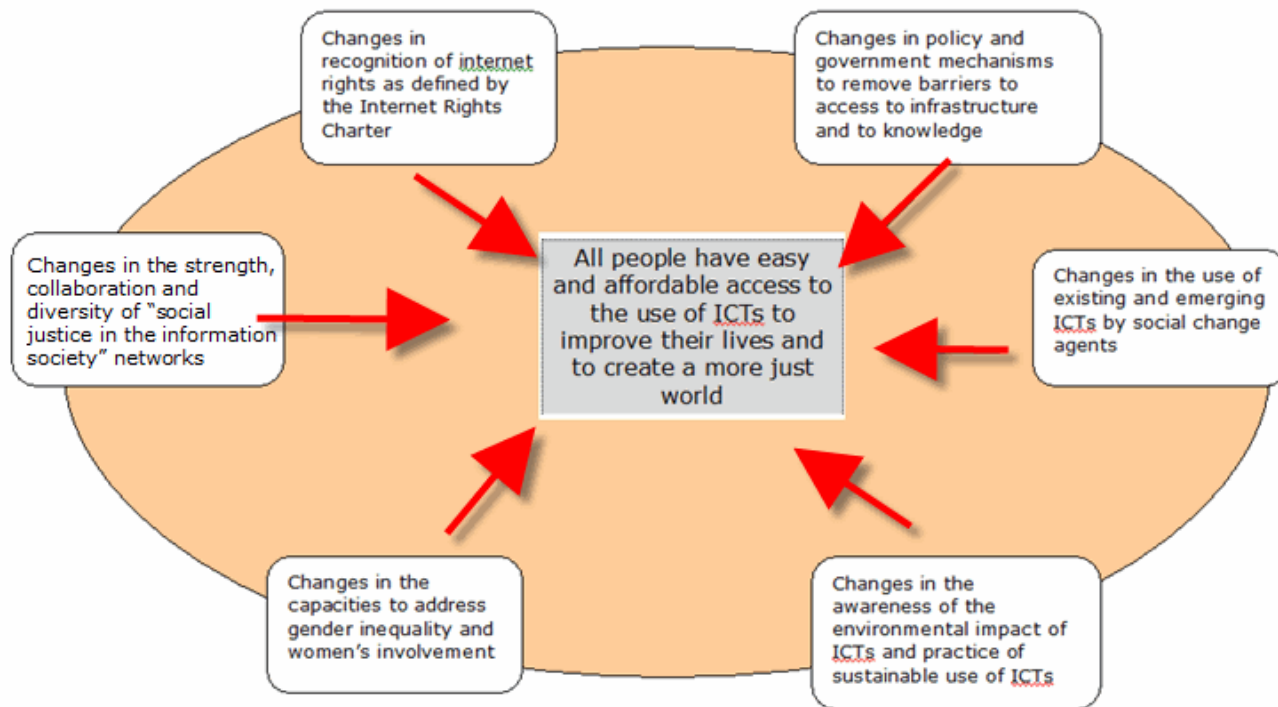 Changes in
recognition of internet
rights as defined by
the Internet Rights
Charter
Changes in policy and
government mechanisms
to remove barriers to
access to infrastructure
and to knowledge
Changes in the strength,
collaboration and
diversity of “social
justice in the information
society” networks
All people have easy
and affordable access to
the use of ICTs to
improve their lives and
to create a more just
world
Changes in the use of
existing and emerging
ICTs by social change
agents
Changes in the
capacities to address
gender inequality and
women’s involvement
Changes in the
awareness of the
environmental impact of
ICTs and practice of
sustainable use of ICTs